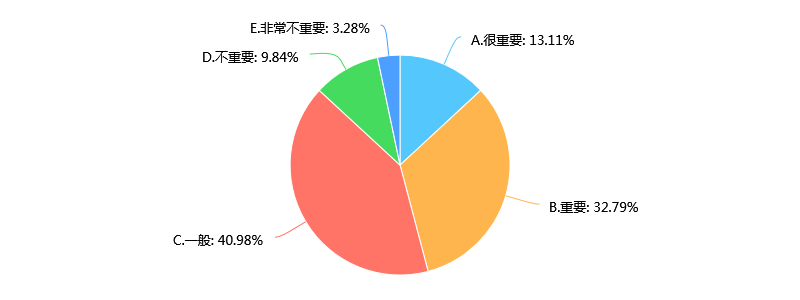 E.非常不重要: 3.28%
A.很重要: 13.11%
D.不重要: 9.84%
B.重要: 32.79%
C.一般: 40.98%